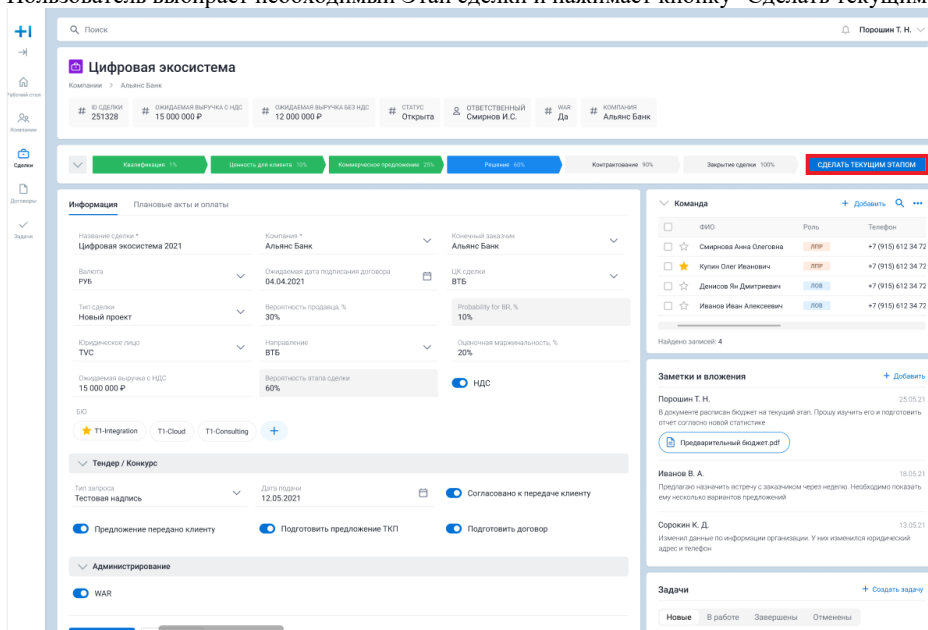 Пользователь выбирает необходимый Этап сделки и нажимает кнопку "Сделать текущим
+I
Поиск
Порошин Т. Н.
Рабочий стол
Компании
Сделки
Договоры
Задачи
Цифровая экосистема
Компании > Альянс Банк
# ID СДЕЛКИ 251328
# ОЖИДАЕМАЯ ВЫРУЧКА С НДС 15 000 000 ₽
# ОЖИДАЕМАЯ ВЫРУЧКА БЕЗ НДС 12 000 000 ₽
# СТАТУС Открыта
ОТВЕТСТВЕННЫЙ Смирнов И.С.
# WAR Да
# КОМПАНИЯ Альянс Банк
Квалификация 1%
Ценность для клиента 10%
Коммерческое предложение 25%
Решение 60%
Контрактование 90%
Закрытие сделки 100%
СДЕЛАТЬ ТЕКУЩИМ ЭТАПОМ
Информация Плановые акты и оплаты
Название сделки *
Цифровая экосистема 2021
Компания *
Альянс Банк
Конечный заказчик
Альянс Банк
Валюта
РУБ
Ожидаемая дата подписания договора
04.04.2021
ЦК сделки
ВТБ
Тип сделки
Новый проект
Вероятность продавца, %
30%
Probability for BR, %
10%
Юридическое лицо
TVC
Направление
ВТБ
Оценочная маржинальность, %
20%
Ожидаемая выручка с НДС
15 000 000 ₽
Вероятность этапа сделки
60%
НДС
БЮ
T1-Integration T1-Cloud T1-Consulting +
Тендер / Конкурс
Тип запроса
Тестовая надпись
Дата подачи
12.05.2021
Согласовано к передаче клиенту
Предложение передано клиенту
Подготовить предложение ТКП
Подготовить договор
Администрирование
WAR
Команда
+ Добавить
ФИО Роль Телефон
Смирнова Анна Олеговна ЛПР +7 (915) 612 34 72
Купин Олег Иванович ЛПР +7 (915) 612 34 72
Денисов Ян Дмитриевич ЛОВ +7 (915) 612 34 72
Иванов Иван Алексеевич ЛОВ +7 (915) 612 34 72
Найдено записей: 4
Заметки и вложения
+ Добавить
Порошин Т. Н. 25.05.21
В документе расписан бюджет на текущий этап. Прошу изучить его и подготовить
отчет согласно новой статистике
Предварительный бюджет.pdf
Иванов В. А. 18.05.21
Предлагаю назначить встречу с заказчиком через неделю. Необходимо показать
ему несколько вариантов предложений
Сорокин К. Д. 13.05.21
Изменил данные по информации организации. У них изменился юридический
адрес и телефон
Задачи
+ Создать задачу
Новые В работе Завершены Отменены